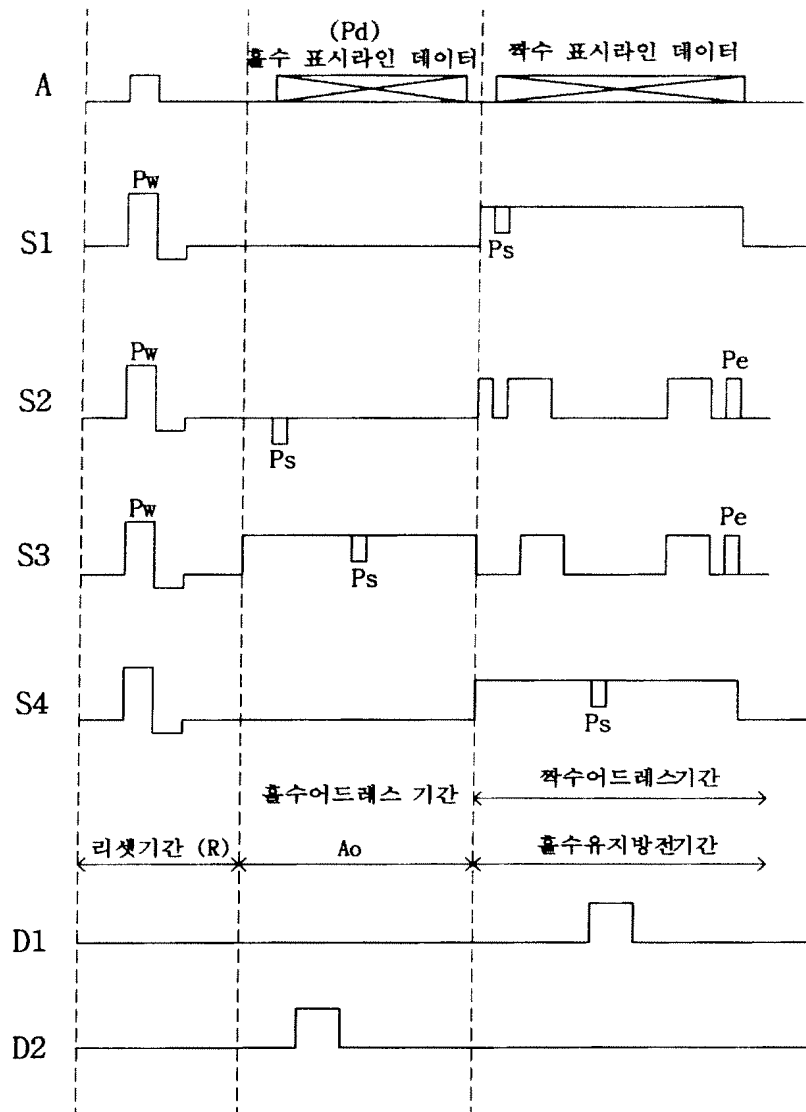 (Pd)
홀수 표시라인 데이터
짝수 표시라인 데이터
A
Pw
S1
Ps
Pw
Pe
S2
Ps
Pw
Pe
S3
Ps
S4
Ps
홀수어드레스 기간
짝수어드레스기간
리셋기간 (R)
Ao
홀수유지방전기간
D1
D2